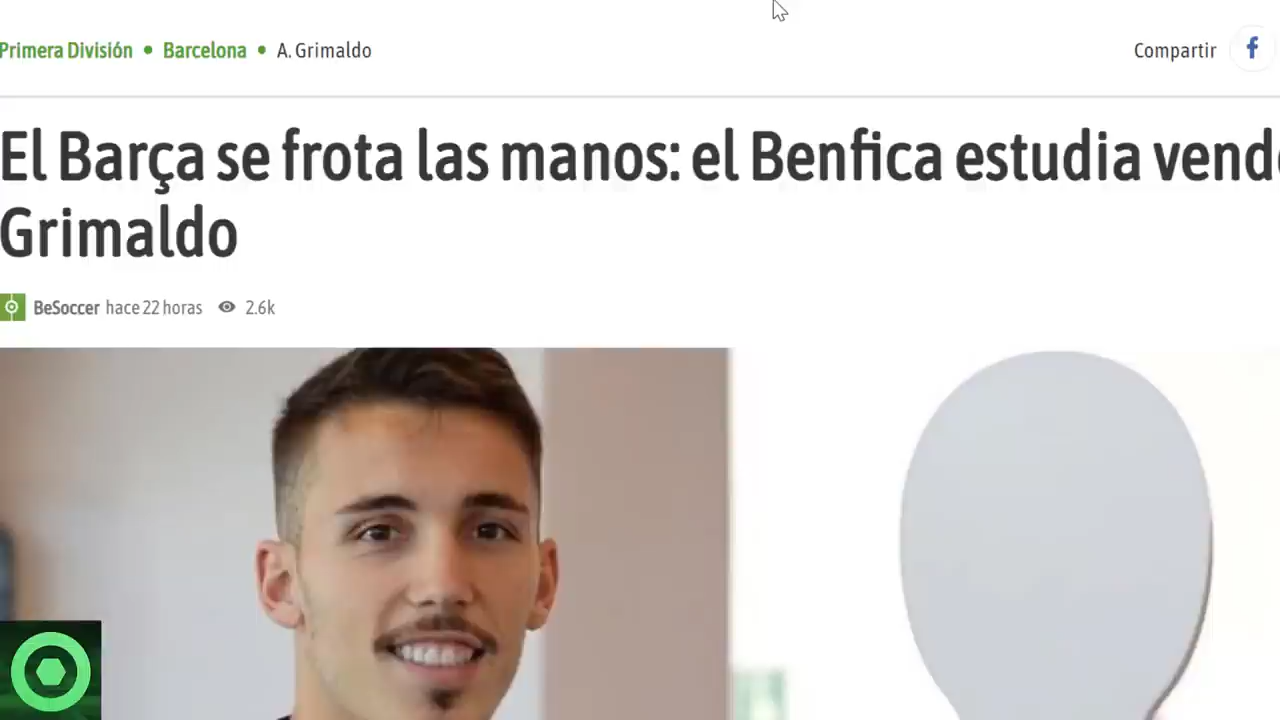 Primera División • Barcelona • A. Grimaldo
Compartir
El Barça se frota las manos: el Benfica estudia
Grimaldo
BeSoccer hace 22 horas 2.6k